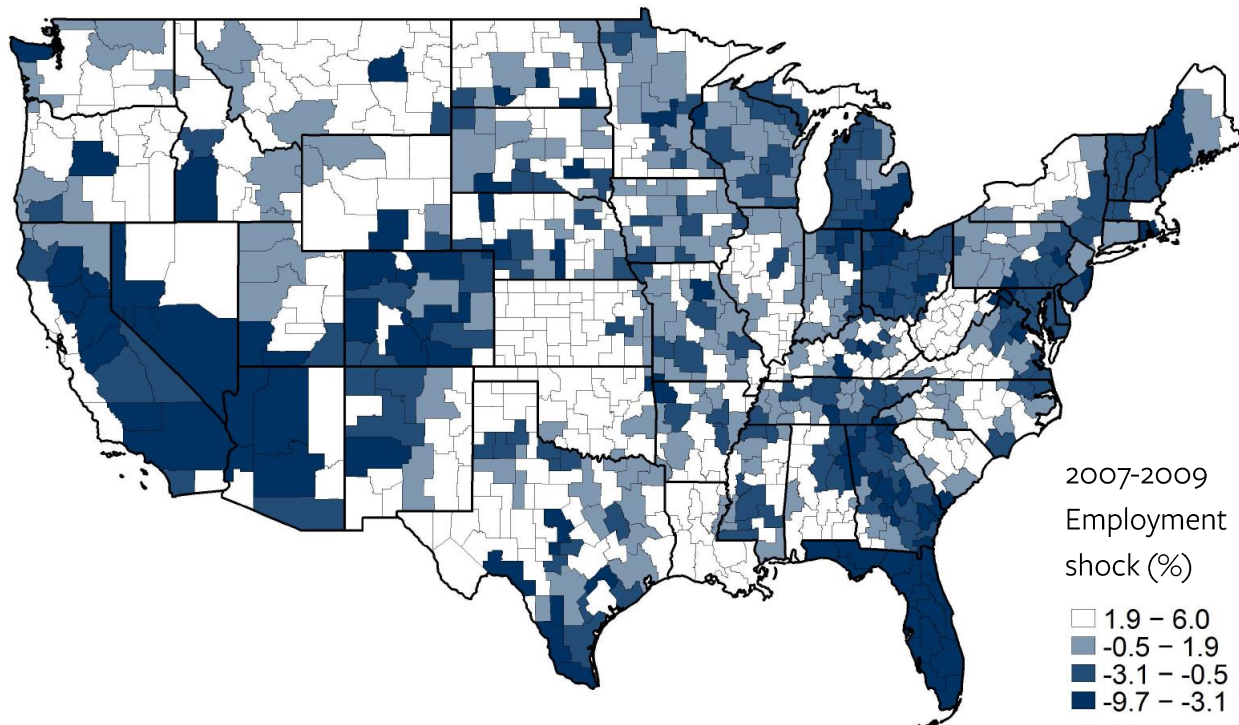 2007-2009
Employment
shock (%)
1.9 – 6.0
-0.5 – 1.9
-3.1 – -0.5
-9.7 – -3.1